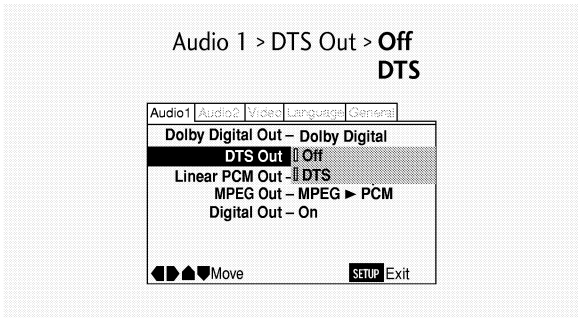 Audio 1 > DTS Out > Off
DTS
Audio1 Audio2 Video Language General
Dolby Digital Out – Dolby Digital
DTS Out Off
Linear PCM Out - DTS
MPEG Out – MPEG ► PCM
Digital Out – On
Move SETUP Exit